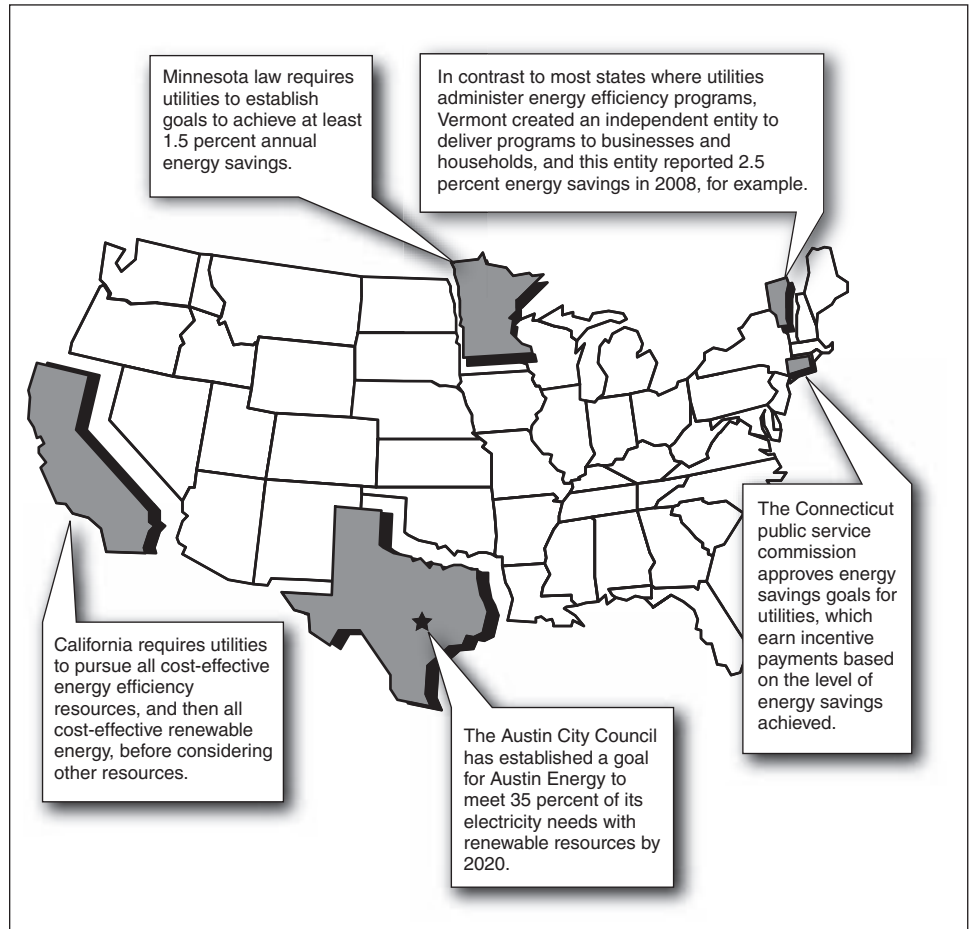 Minnesota law requires
utilities to establish
goals to achieve at least
1.5 percent annual
energy savings.
In contrast to most states where utilities
administer energy efficiency programs,
Vermont created an independent entity to
deliver programs to businesses and
households, and this entity reported 2.5
percent energy savings in 2008, for example.
The Connecticut
public service
commission
approves energy
savings goals for
utilities, which
earn incentive
payments based
on the level of
energy savings
achieved.
California requires utilities
to pursue all cost-effective
energy efficiency
resources, and then all
cost-effective renewable
energy, before considering
other resources.
The Austin City Council
has established a goal
for Austin Energy to
meet 35 percent of its
electricity needs with
renewable resources by
2020.